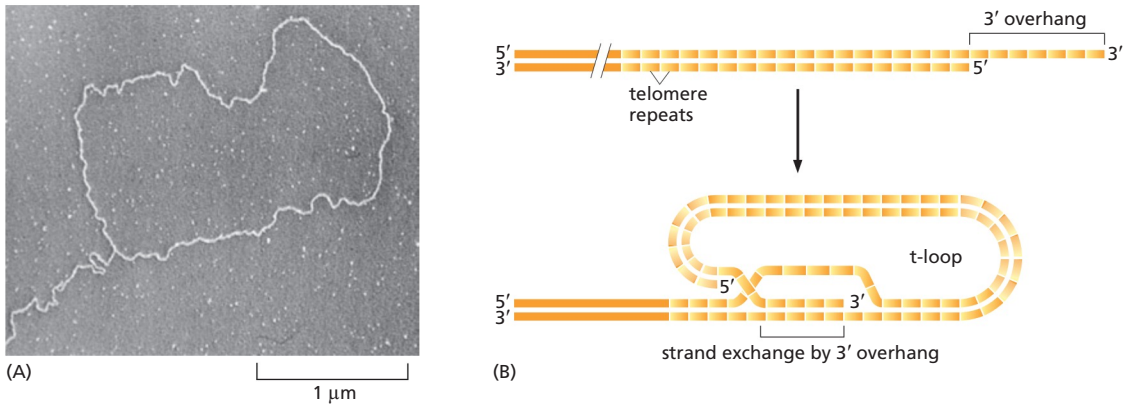 3′ overhang
5′
3′
3′
5′
telomere
repeats
t-loop
5′
5′
3′
3′
strand exchange by 3′ overhang
(A)
1 μm
(B)